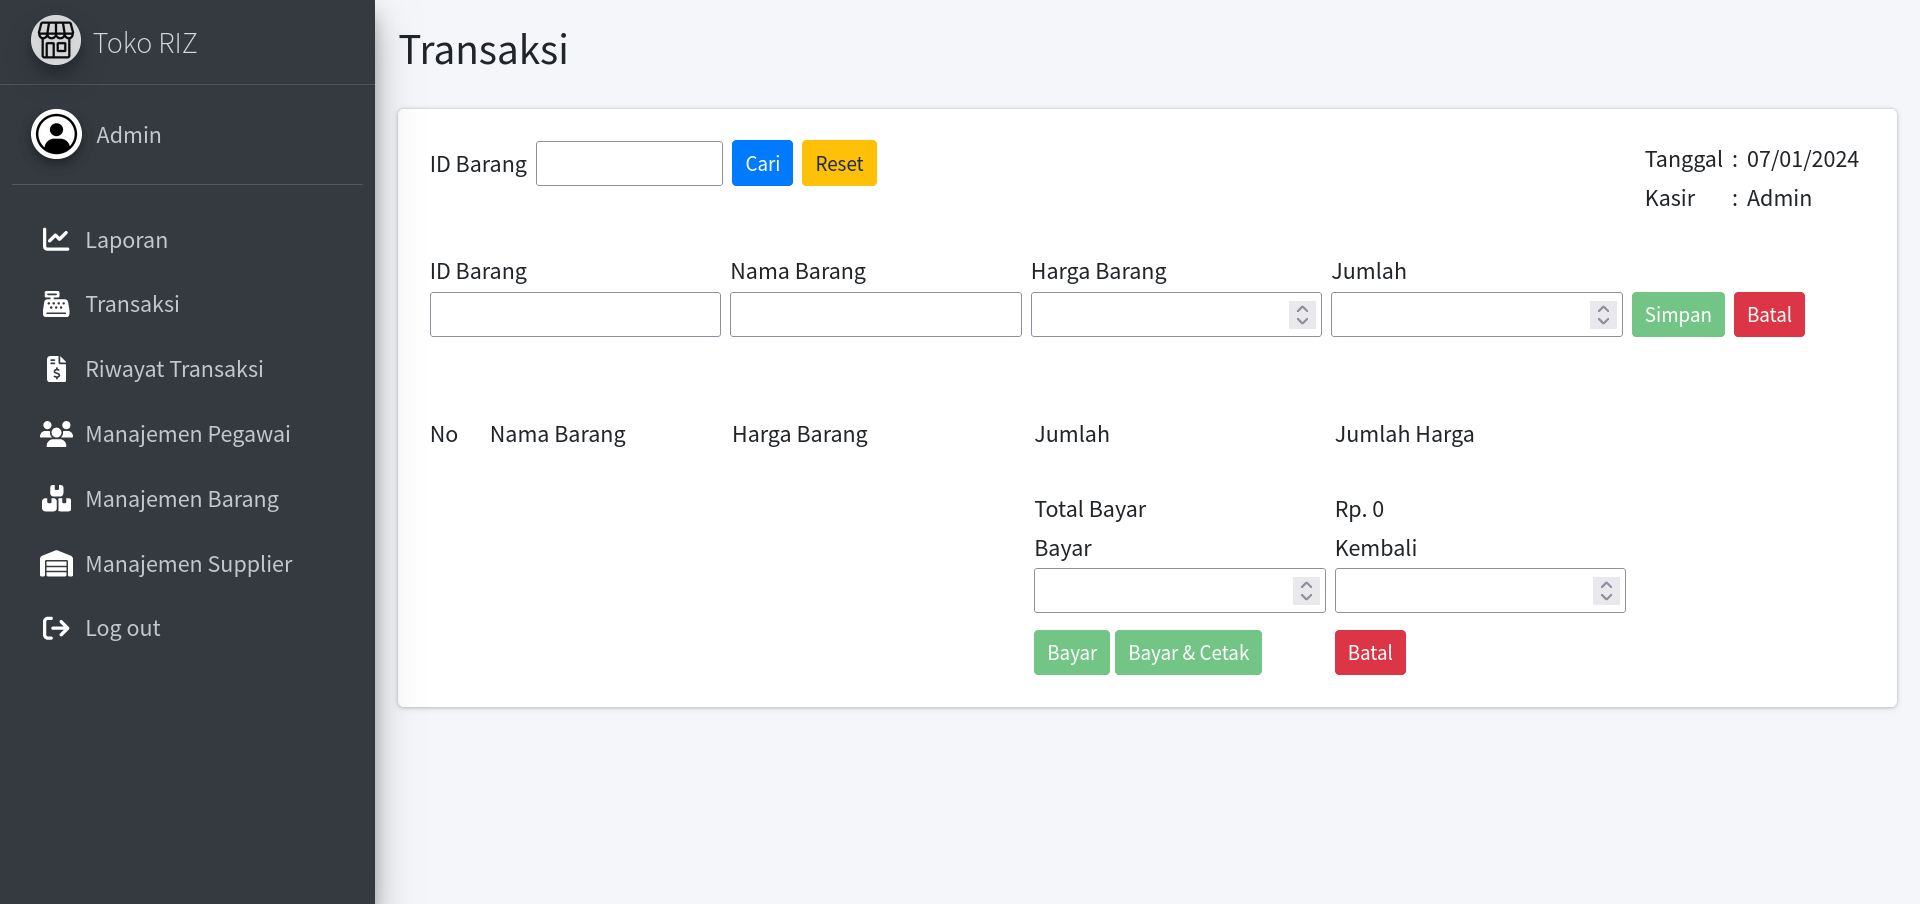 Toko RIZ
Admin
Laporan
Transaksi
Riwayat Transaksi
Manajemen Pegawai
Manajemen Barang
Manajemen Supplier
Log out
Transaksi
ID Barang Cari Reset
Tanggal : 07/01/2024
Kasir : Admin
ID Barang Nama Barang Harga Barang Jumlah
Simpan Batal
No Nama Barang Harga Barang Jumlah Jumlah Harga
Total Bayar Rp. 0
Bayar Kembali
Bayar Bayar & Cetak Batal